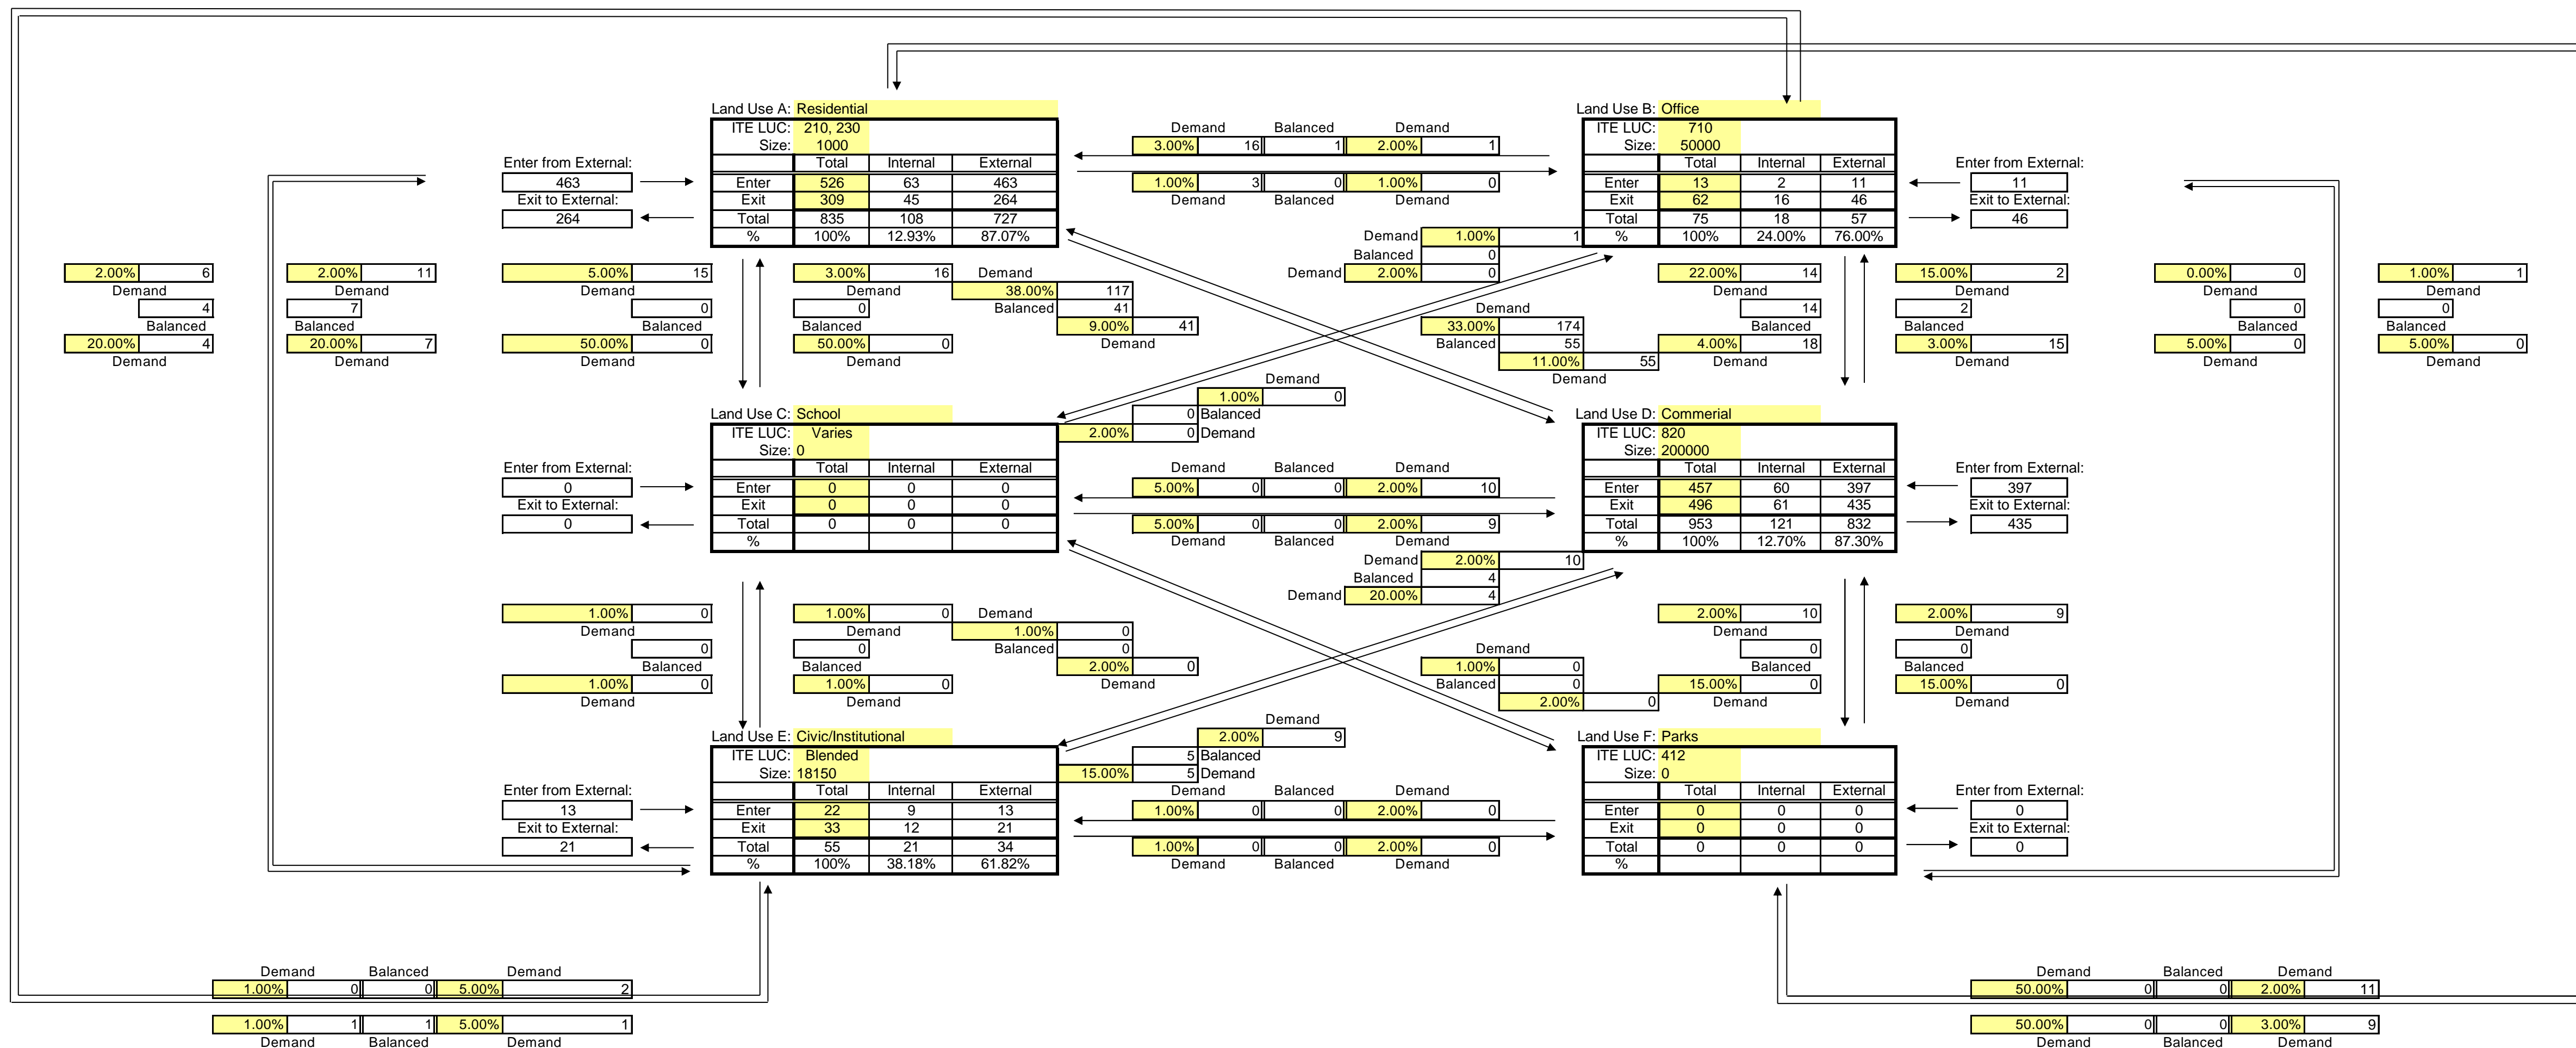 Land Use A: Residential Land Use B: Office
ITE LUC: 210, 230 Demand Balanced Demand ITE LUC: 710
Size: 1000 3.00% 16 1 2.00% 1 Size: 50000
Enter from External: Total Internal External Total Internal External Enter from External:
463 Enter 526 63 463 1.00% 3 0 1.00% 0 Enter 13 2 11 11
Exit to External: Exit 309 45 264 Demand Balanced Demand Exit 62 16 46 Exit to External:
264 Total 835 108 727 Total 75 18 57 46
% 100% 12.93% 87.07% Demand 1.00% 1 % 100% 24.00% 76.00%
Balanced 0
2.00% 6 2.00% 11 5.00% 15 3.00% 16 Demand Demand 2.00% 0 22.00% 14 15.00% 2 0.00% 0 1.00% 1
Demand Demand Demand Demand 38.00% 117 Demand Demand Demand Demand
4 7 0 0 Balanced 41 Demand 14 2 0 0
Balanced Balanced Balanced Balanced 9.00% 41 33.00% 174 Balanced Balanced Balanced Balanced
20.00% 4 20.00% 7 50.00% 0 50.00% 0 Demand Balanced 55 4.00% 18 3.00% 15 5.00% 0 5.00% 0
Demand Demand Demand Demand 11.00% 55 Demand Demand Demand Demand
Demand Demand
1.00% 0
Land Use C: School 0 Balanced Land Use D: Commerial
ITE LUC: Varies 2.00% 0 Demand ITE LUC: 820
Size: 0 Size: 200000
Enter from External: Total Internal External Demand Balanced Demand Total Internal External Enter from External:
0 Enter 0 0 0 5.00% 0 0 2.00% 10 Enter 457 60 397 397
Exit to External: Exit 0 0 0 Exit 496 61 435 Exit to External:
0 Total 0 0 0 5.00% 0 0 2.00% 9 Total 953 121 832 435
% Demand Balanced Demand % 100% 12.70% 87.30%
Demand 2.00% 10
Balanced 4
Demand 20.00% 4
1.00% 0 1.00% 0 Demand 2.00% 10 2.00% 9
Demand Demand 1.00% 0 Demand Demand
0 0 Balanced 0 Demand 0 0
Balanced Balanced 2.00% 0 1.00% 0 Balanced Balanced
1.00% 0 1.00% 0 Demand Balanced 0 15.00% 0 15.00% 0
Demand Demand 2.00% 0 Demand Demand
Demand
Land Use E: Civic/Institutional 2.00% 9 Land Use F: Parks
ITE LUC: Blended 5 Balanced ITE LUC: 412
Size: 18150 15.00% 5 Demand Size: 0
Enter from External: Total Internal External Demand Balanced Demand Total Internal External Enter from External:
13 Enter 22 9 13 1.00% 0 0 2.00% 0 Enter 0 0 0 0
Exit to External: Exit 33 12 21 Exit 0 0 0 Exit to External:
21 Total 55 21 34 1.00% 0 0 2.00% 0 Total 0 0 0 0
% 100% 38.18% 61.82% Demand Balanced Demand %
Demand Balanced Demand Demand Balanced Demand
1.00% 0 0 5.00% 2 50.00% 0 0 2.00% 11
1.00% 1 1 5.00% 1 50.00% 0 0 3.00% 9
Demand Balanced Demand Demand Balanced Demand